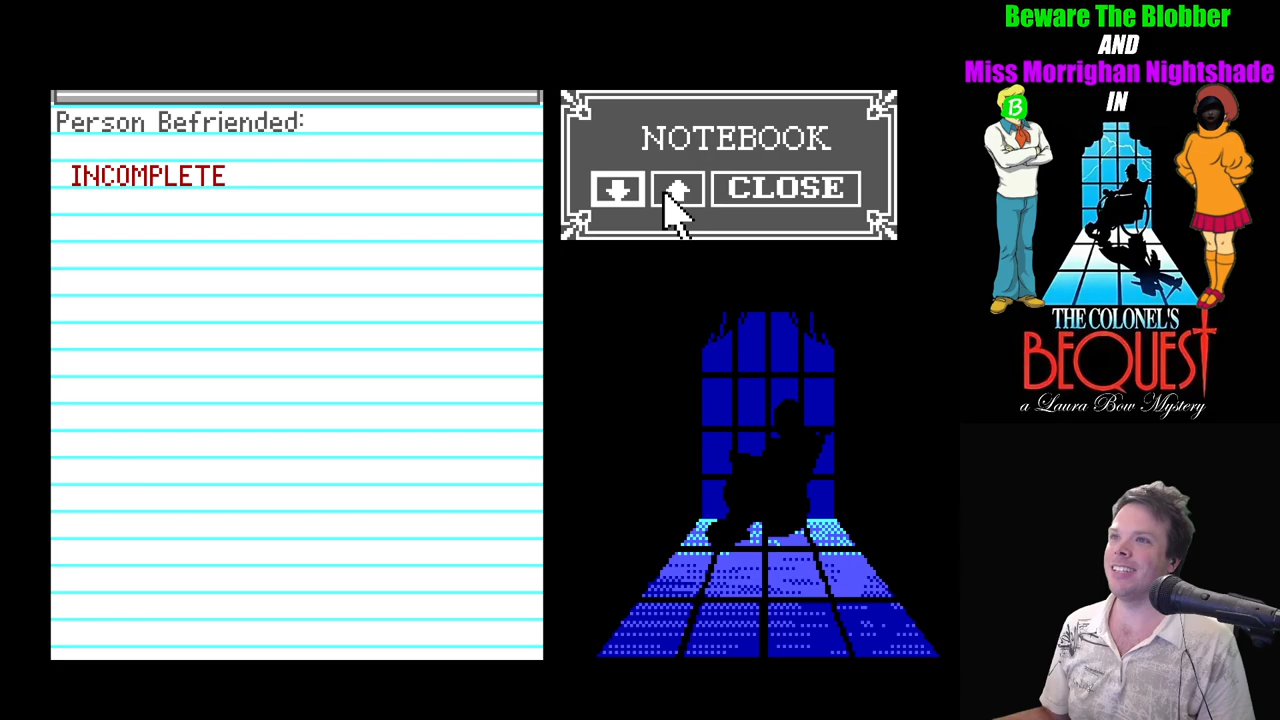 Person Befriended:
INCOMPLETE
NOTEBOOK
CLOSE
Beware The Blobber
AND
Miss Morrighan Nightshade
IN
B
THE COLONEL'S
BEQUEST
a Laura Bow Mystery